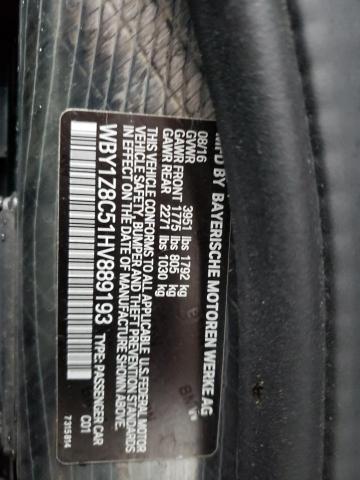 MFD BY BAYERISCHE MOTOREN WERKE AG
08/16
GVWR 3951 lbs 1792 kg
GAWR FRONT 1775 lbs 805 kg
GAWR REAR 2271 lbs 1030 kg
THIS VEHICLE CONFORMS TO ALL APPLICABLE U.S. FEDERAL MOTOR
VEHICLE SAFETY, BUMPER AND THEFT PREVENTION STANDARDS
IN EFFECT ON THE DATE OF MANUFACTURE SHOWN ABOVE.
WBY1Z8C51HV889193 TYPE: PASSENGER CAR
C01
7315814